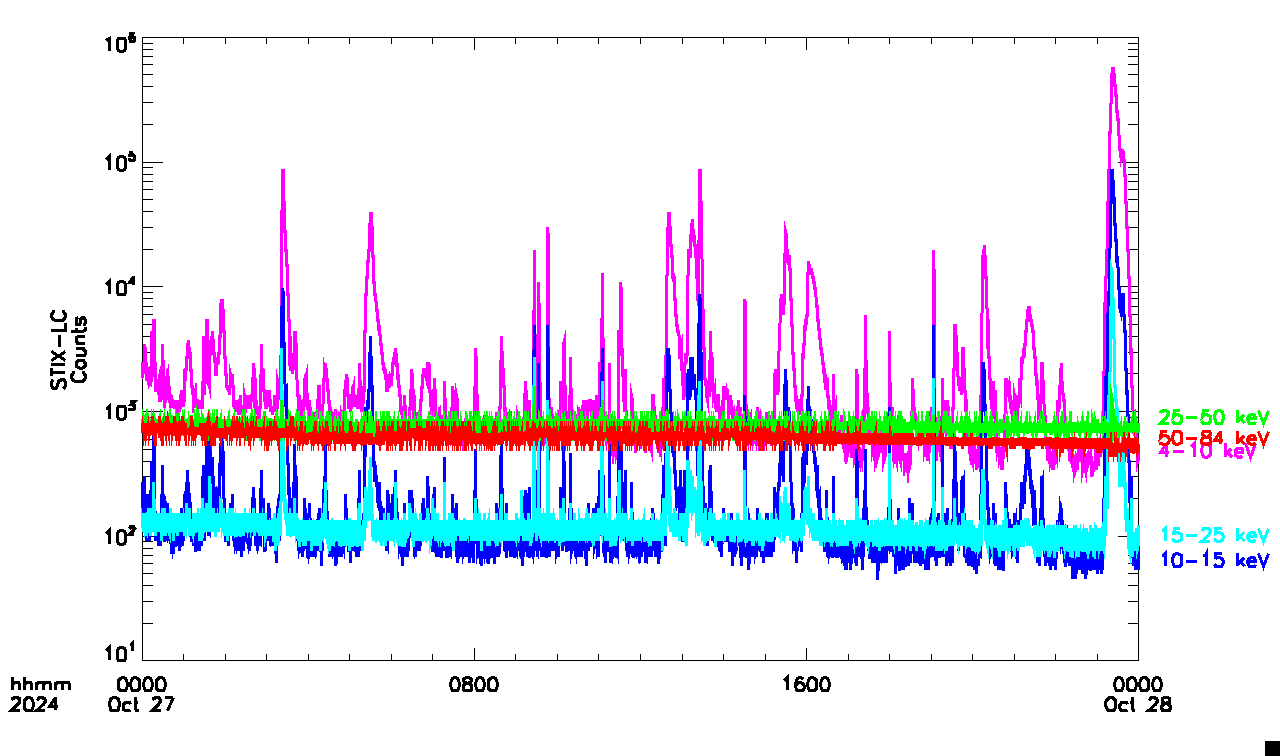 10⁶
10⁵
10⁴
10³
10²
10¹
STIX-LC
Counts
25-50 keV
50-84 keV
4-10 keV
15-25 keV
10-15 keV
hhmm 0000 0800 1600 0000
2024 Oct 27 Oct 28